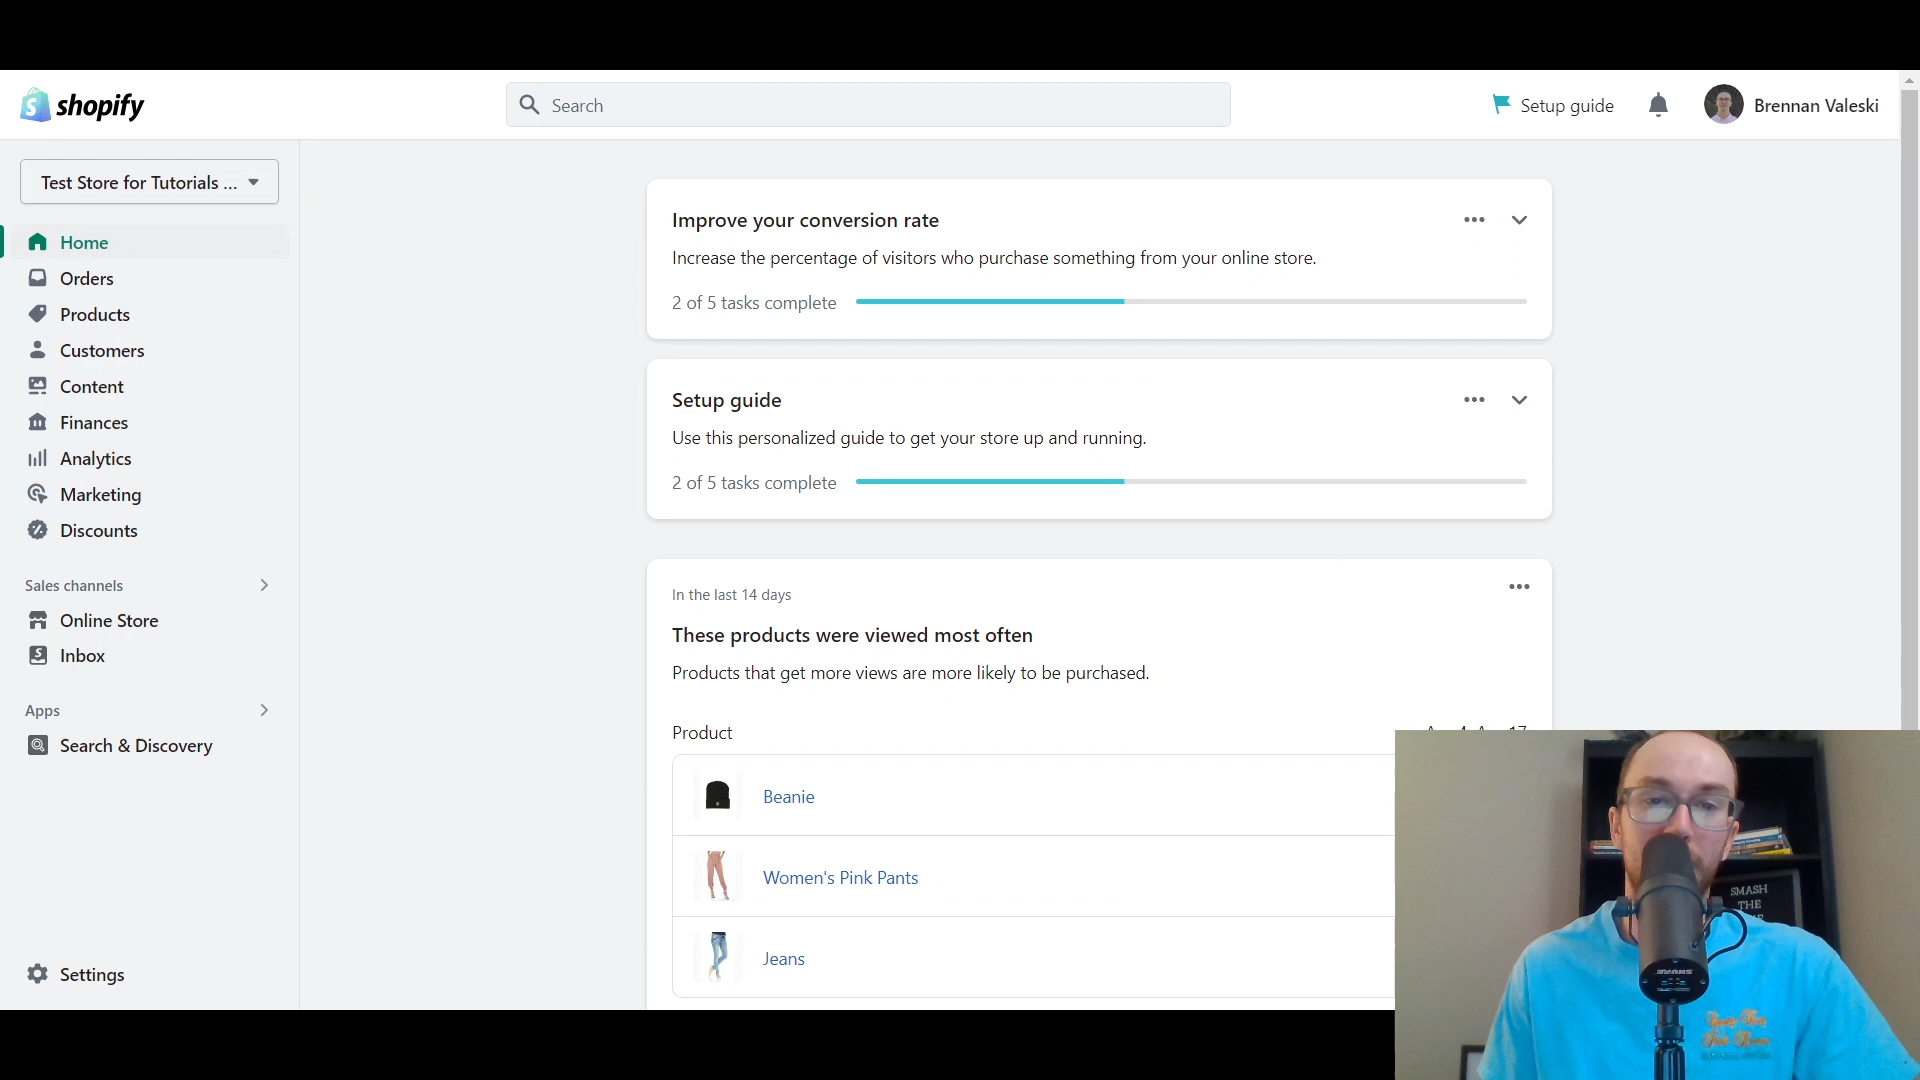 shopify
Search
Setup guide
Brennan Valeski
Test Store for Tutorials ...
Home
Orders
Products
Customers
Content
Finances
Analytics
Marketing
Discounts
Sales channels
Online Store
Inbox
Apps
Search & Discovery
Settings
Improve your conversion rate
Increase the percentage of visitors who purchase something from your online store.
2 of 5 tasks complete
Setup guide
Use this personalized guide to get your store up and running.
2 of 5 tasks complete
In the last 14 days
These products were viewed most often
Products that get more views are more likely to be purchased.
Product
Beanie
Women's Pink Pants
Jeans
SMASH
THE